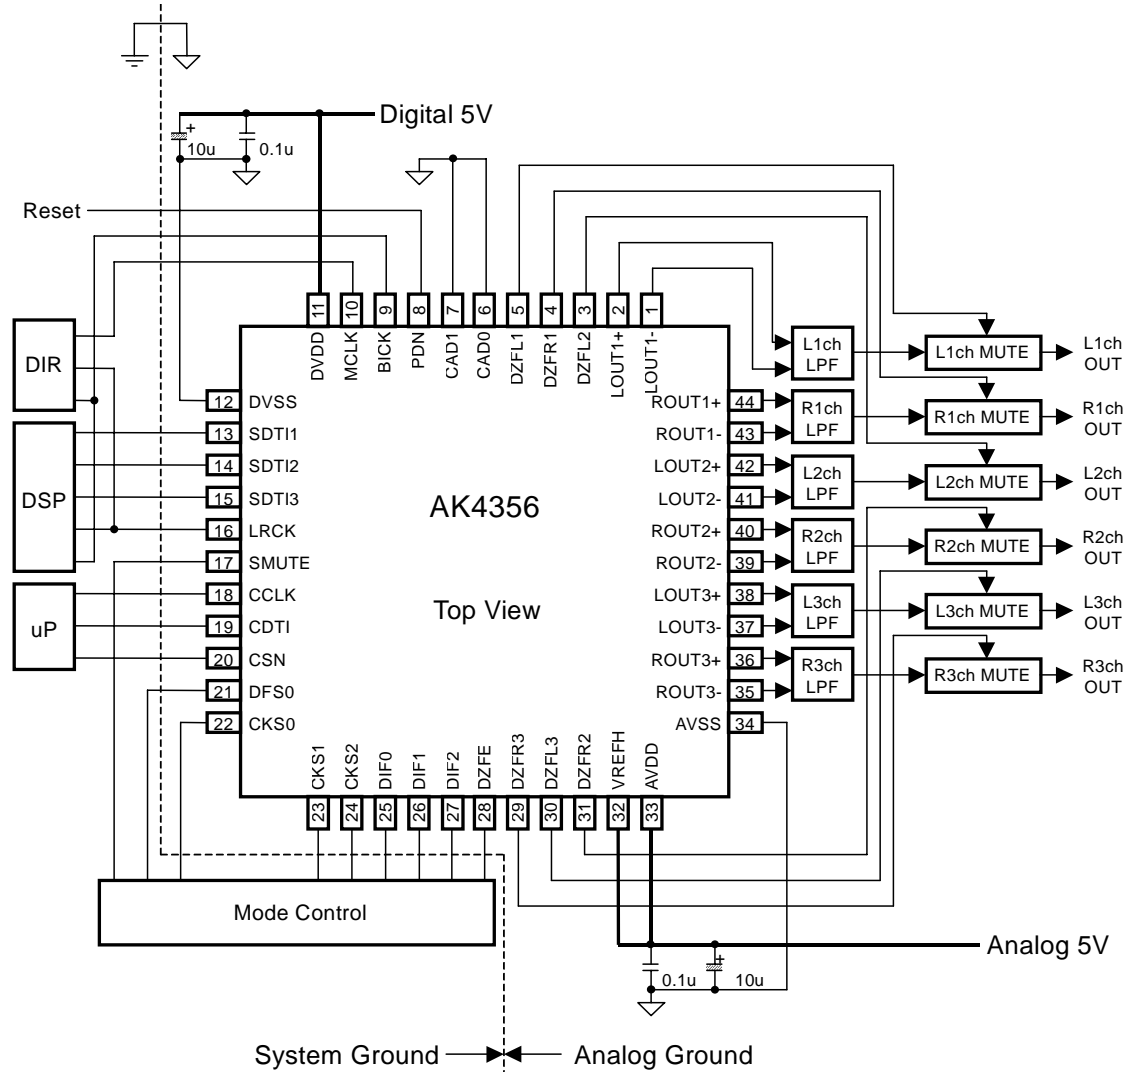 Digital 5V
+
10u
0.1u
Reset
11
10
9
8
7
6
5
4
3
2
1
DVDD
MCLK
BICK
PDN
CAD1
CAD0
DZFL1
DZFR1
DZFL2
LOUT1+
LOUT1-
DIR
DSP
uP
12 DVSS
13 SDTI1
14 SDTI2
15 SDTI3
16 LRCK
17 SMUTE
18 CCLK
19 CDTI
20 CSN
21 DFS0
22 CKS0
AK4356
Top View
ROUT1+ 44
ROUT1- 43
LOUT2+ 42
LOUT2- 41
ROUT2+ 40
ROUT2- 39
LOUT3+ 38
LOUT3- 37
ROUT3+ 36
ROUT3- 35
AVSS 34
L1ch
LPF
R1ch
LPF
L2ch
LPF
R2ch
LPF
L3ch
LPF
R3ch
LPF
L1ch MUTE
R1ch MUTE
L2ch MUTE
R2ch MUTE
L3ch MUTE
R3ch MUTE
L1ch
OUT
R1ch
OUT
L2ch
OUT
R2ch
OUT
L3ch
OUT
R3ch
OUT
CKS1
CKS2
DIF0
DIF1
DIF2
DZFE
DZFR3
DZFL3
DZFR2
VREFH
AVDD
23
24
25
26
27
28
29
30
31
32
33
Mode Control
Analog 5V
0.1u
+
10u
System Ground
Analog Ground